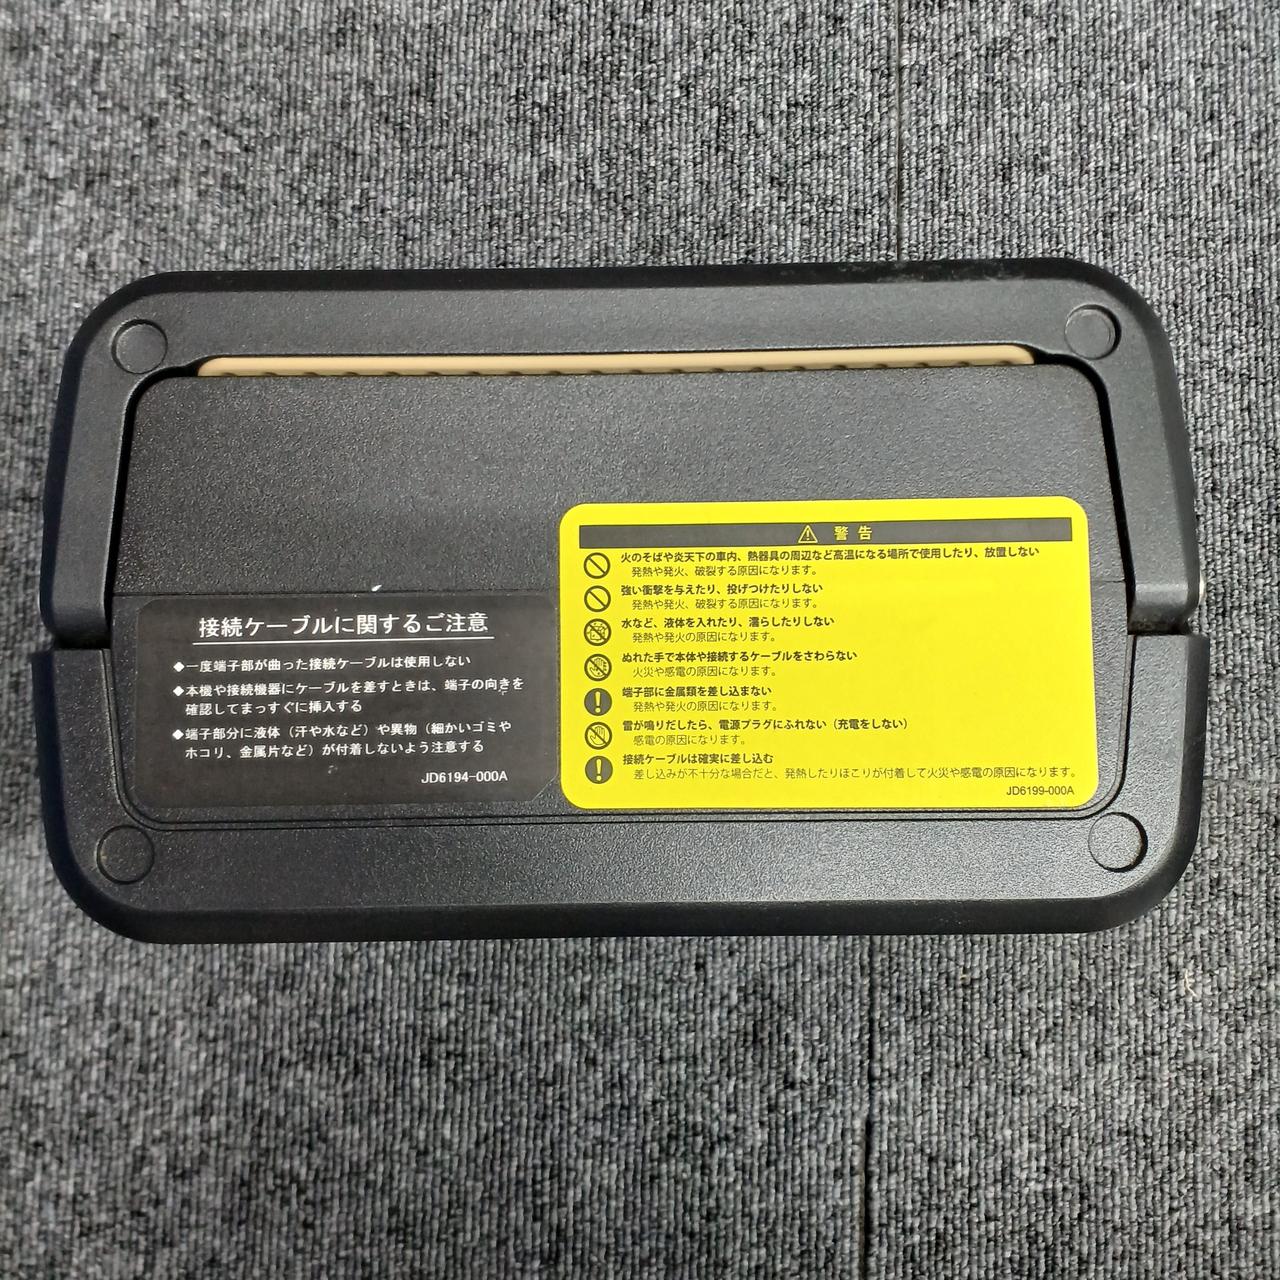 接続ケーブルに関するご注意
◆一度端子部が曲った接続ケーブルは使用しない
◆本機や接続機器にケーブルを差すときは、端子の向きを
確認してまっすぐに挿入する
◆端子部分に液体（汗や水など）や異物（細かいゴミや
ホコリ、金属片など）が付着しないよう注意する
JD6194-000A
警告
火のそばや炎天下の車内、熱器具の周辺など高温になる場所で使用したり、放置しない
発熱や発火、破裂する原因になります。
強い衝撃を与えたり、投げつけたりしない
発熱や発火、破裂する原因になります。
水など、液体を入れたり、濡らしたりしない
発熱や発火の原因になります。
ぬれた手で本体や接続するケーブルをさわらない
火災や感電の原因になります。
端子部に金属類を差し込まない
発熱や発火の原因になります。
雷が鳴りだしたら、電源プラグにふれない（充電をしない）
感電の原因になります。
接続ケーブルは確実に差し込む
差し込みが不十分な場合だと、発熱したりほこりが付着して火災や感電の原因になります。
JD6199-000A